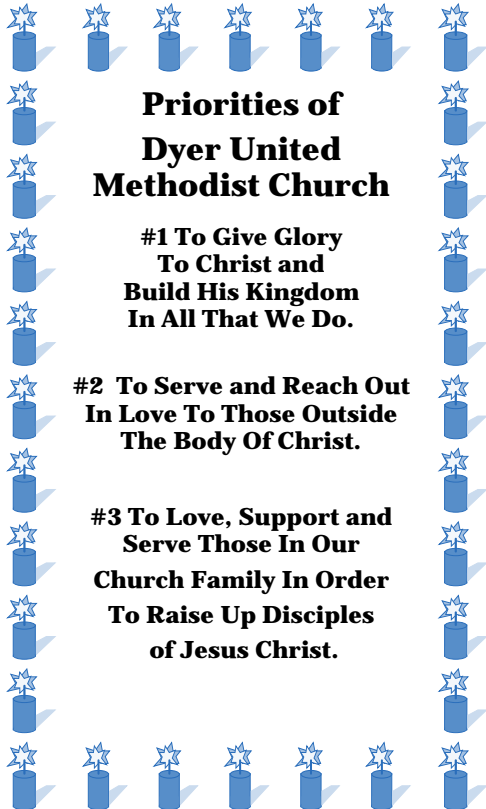 Priorities of
Dyer United
Methodist Church
#1 To Give Glory
To Christ and
Build His Kingdom
In All That We Do.
#2  To Serve and Reach Out
In Love To Those Outside
The Body Of Christ.
#3 To Love, Support and
Serve Those In Our
Church Family In Order
To Raise Up Disciples
of Jesus Christ.